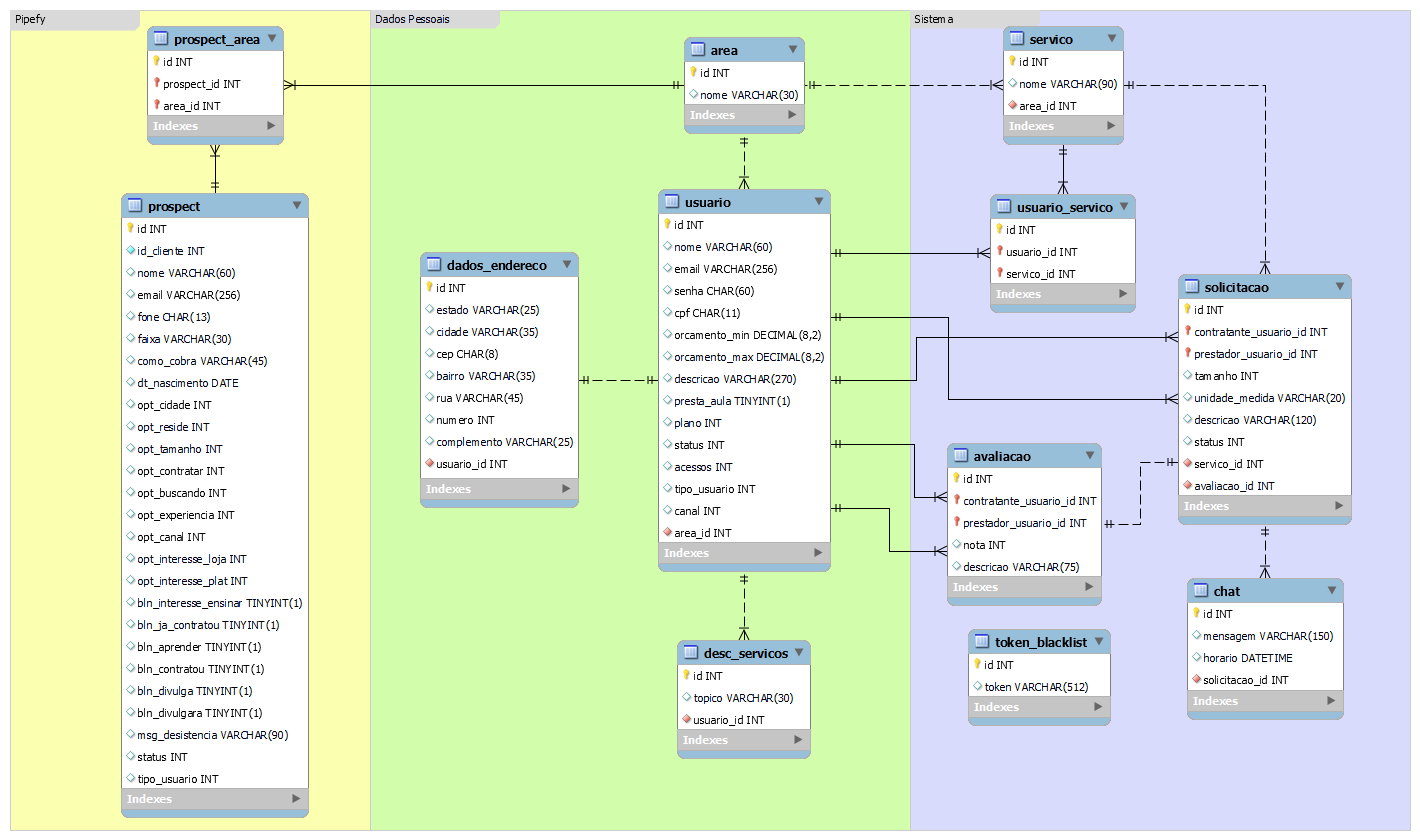 Pipefy
prospect_area
id INT
prospect_id INT
area_id INT
Indexes
prospect
id INT
id_cliente INT
nome VARCHAR(60)
email VARCHAR(256)
fone CHAR(13)
faixa VARCHAR(30)
como_cobra VARCHAR(45)
dt_nascimento DATE
opt_cidade INT
opt_reside INT
opt_tamanho INT
opt_contratar INT
opt_buscando INT
opt_experiencia INT
opt_canal INT
opt_interesse_loja INT
opt_interesse_plat INT
bln_interesse_ensinar TINYINT(1)
bln_ja_contratou TINYINT(1)
bln_aprender TINYINT(1)
bln_contratou TINYINT(1)
bln_divulga TINYINT(1)
bln_divulgara TINYINT(1)
msg_desistencia VARCHAR(90)
status INT
tipo_usuario INT
Indexes
Dados Pessoais
area
id INT
nome VARCHAR(30)
Indexes
dados_endereco
id INT
estado VARCHAR(25)
cidade VARCHAR(35)
cep CHAR(8)
bairro VARCHAR(35)
rua VARCHAR(45)
numero INT
complemento VARCHAR(25)
usuario_id INT
Indexes
usuario
id INT
nome VARCHAR(60)
email VARCHAR(256)
senha CHAR(60)
cpf CHAR(11)
orcamento_min DECIMAL(8,2)
orcamento_max DECIMAL(8,2)
descricao VARCHAR(270)
presta_aula TINYINT(1)
plano INT
status INT
acessos INT
tipo_usuario INT
canal INT
area_id INT
Indexes
desc_servicos
id INT
topico VARCHAR(30)
usuario_id INT
Indexes
Sistema
servico
id INT
nome VARCHAR(90)
area_id INT
Indexes
usuario_servico
id INT
usuario_id INT
servico_id INT
Indexes
solicitacao
id INT
contratante_usuario_id INT
prestador_usuario_id INT
tamanho INT
unidade_medida VARCHAR(20)
descricao VARCHAR(120)
status INT
servico_id INT
avaliacao_id INT
Indexes
avaliacao
id INT
contratante_usuario_id INT
prestador_usuario_id INT
nota INT
descricao VARCHAR(75)
Indexes
chat
id INT
mensagem VARCHAR(150)
horario DATETIME
solicitacao_id INT
Indexes
token_blacklist
id INT
token VARCHAR(512)
Indexes